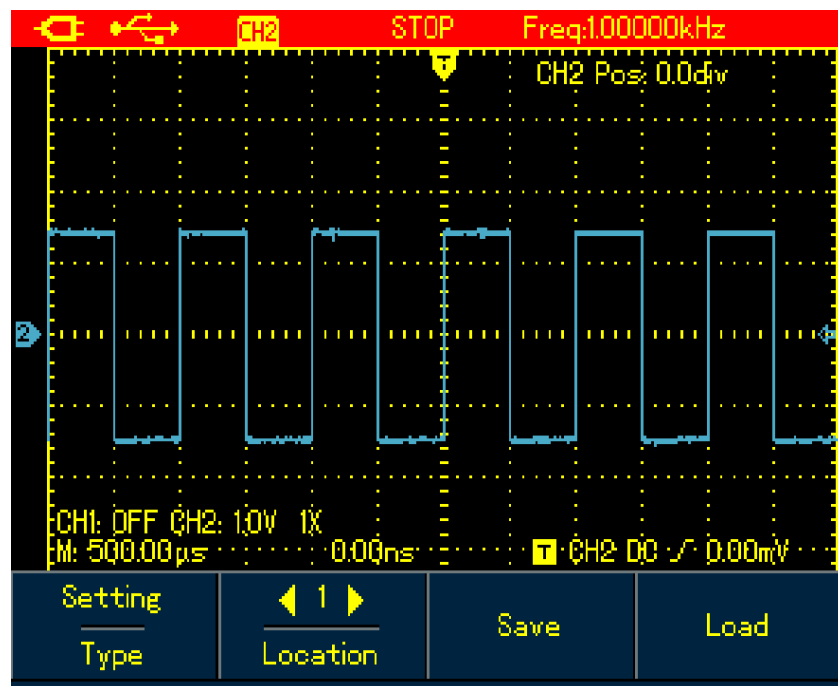 CH2 STOP Freq:1.00000kHz
T
CH2 Pos: 0.0div
2
CH1: OFF CH2: 1.0V 1X
M: 500.00μs 0.00ns T CH2 DC 0.00mV
Setting 1 Save Load
Type Location